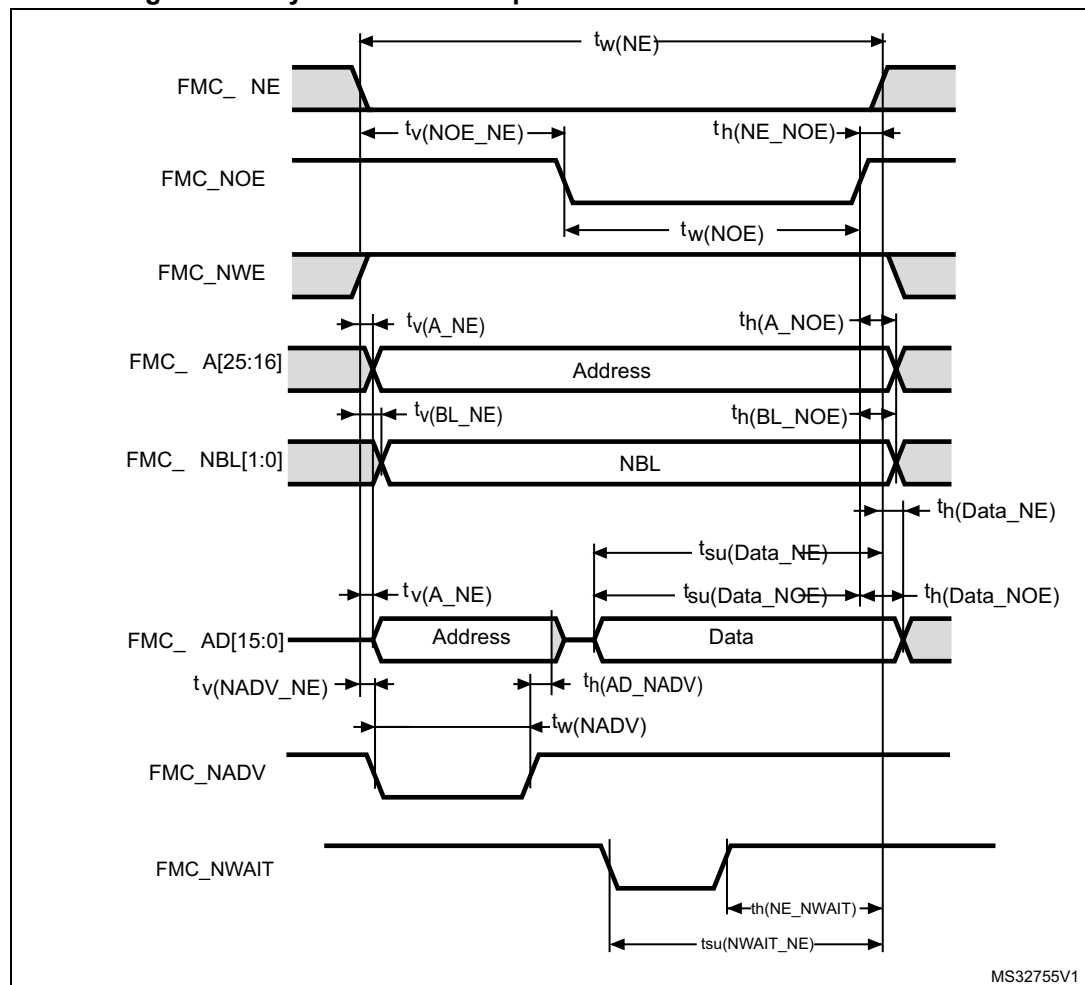 tw(NE)
FMC_ NE
tv(NOE_NE)
th(NE_NOE)
FMC_NOE
tw(NOE)
FMC_NWE
tv(A_NE)
th(A_NOE)
FMC_ A[25:16]
Address
tv(BL_NE)
th(BL_NOE)
FMC_ NBL[1:0]
NBL
th(Data_NE)
tsu(Data_NE)
tv(A_NE)
tsu(Data_NOE)
th(Data_NOE)
FMC_ AD[15:0]
Address
Data
tv(NADV_NE)
th(AD_NADV)
tw(NADV)
FMC_NADV
FMC_NWAIT
th(NE_NWAIT)
tsu(NWAIT_NE)
MS32755V1